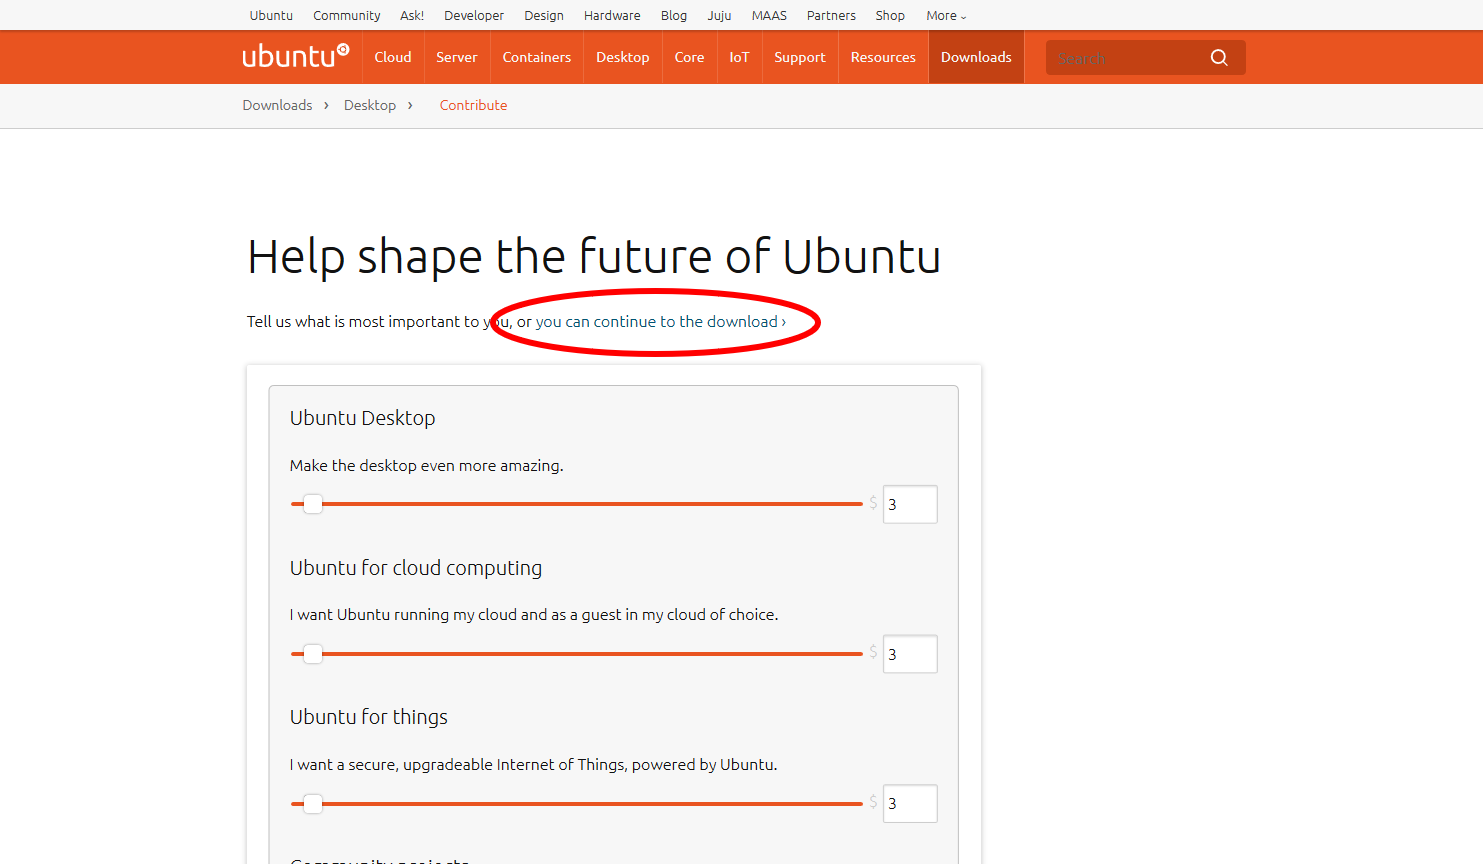 Ubuntu Community Ask! Developer Design Hardware Blog Juju MAAS Partners Shop More
ubuntu Cloud Server Containers Desktop Core IoT Support Resources Downloads Search
Downloads › Desktop › Contribute
Help shape the future of Ubuntu
Tell us what is most important to you, or you can continue to the download ›
Ubuntu Desktop
Make the desktop even more amazing.
$ 3
Ubuntu for cloud computing
I want Ubuntu running my cloud and as a guest in my cloud of choice.
$ 3
Ubuntu for things
I want a secure, upgradeable Internet of Things, powered by Ubuntu.
$ 3
Community projects